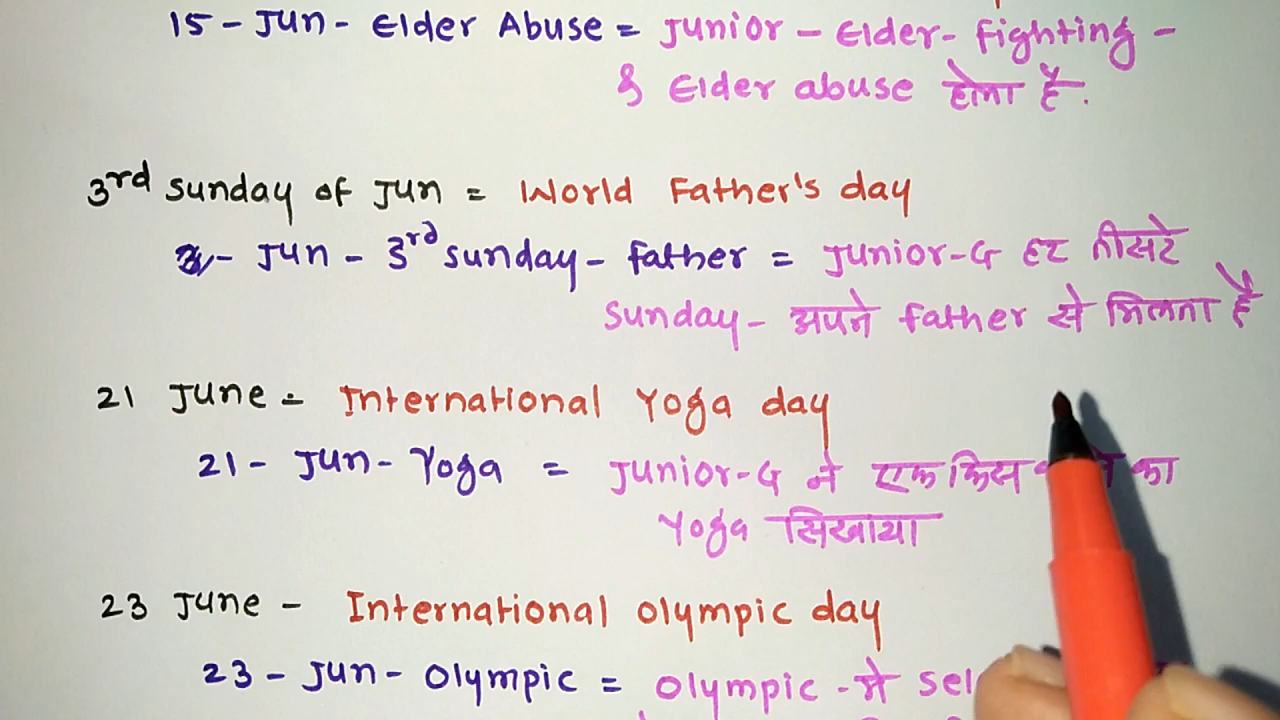 15 - Jun - Elder Abuse = Junior - Elder - fighting -
& Elder abuse होता है.
3rd sunday of Jun = World Father's day
- Jun - 3rd sunday - father = Junior-G हर तीसरे
Sunday - अपने father से मिलता है
21 June = International Yoga day
21 - Jun - Yoga = Junior-G ने एक किस का
Yoga सिखाया
23 June - International Olympic day
23 - Jun - Olympic = Olympic - मे